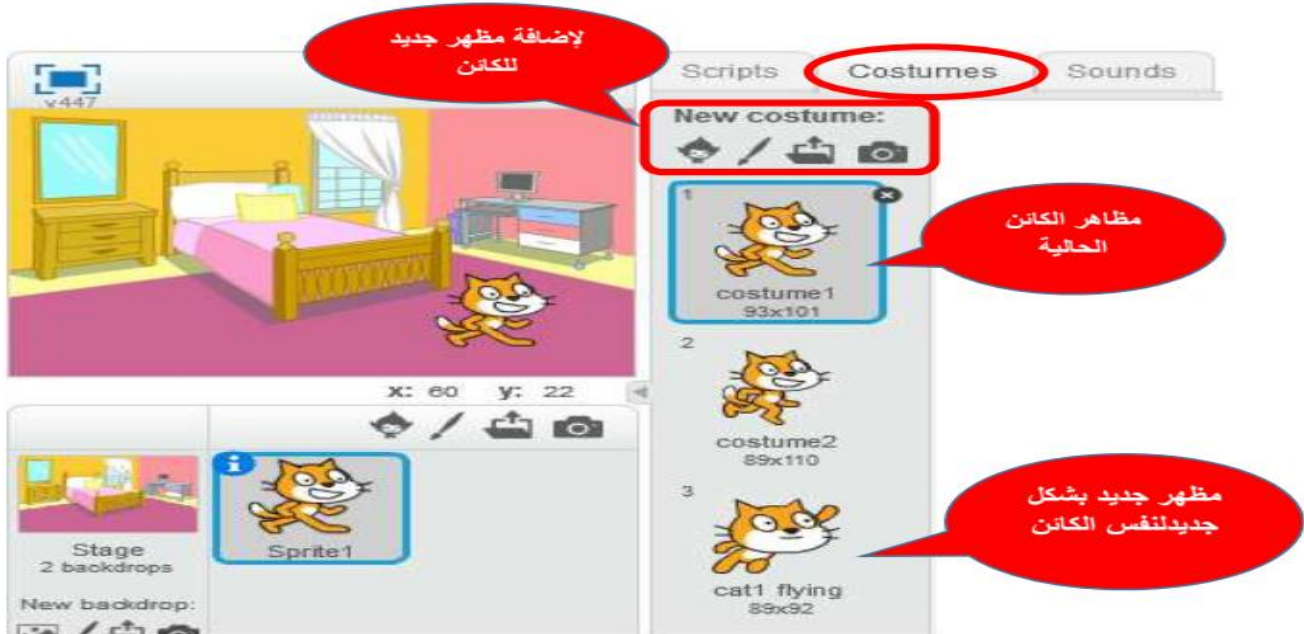 لإضافة مظهر جديد
للكائن
v447
Scripts Costumes Sounds
New costume:
1
costume1
93x101
مظاهر الكائن
الحالية
2
costume2
89x110
x: 60 y: 22
3
cat1 flying
89x92
مظهر جديد بشكل
جديدلنفس الكائن
Stage
2 backdrops
Sprite1
New backdrop: